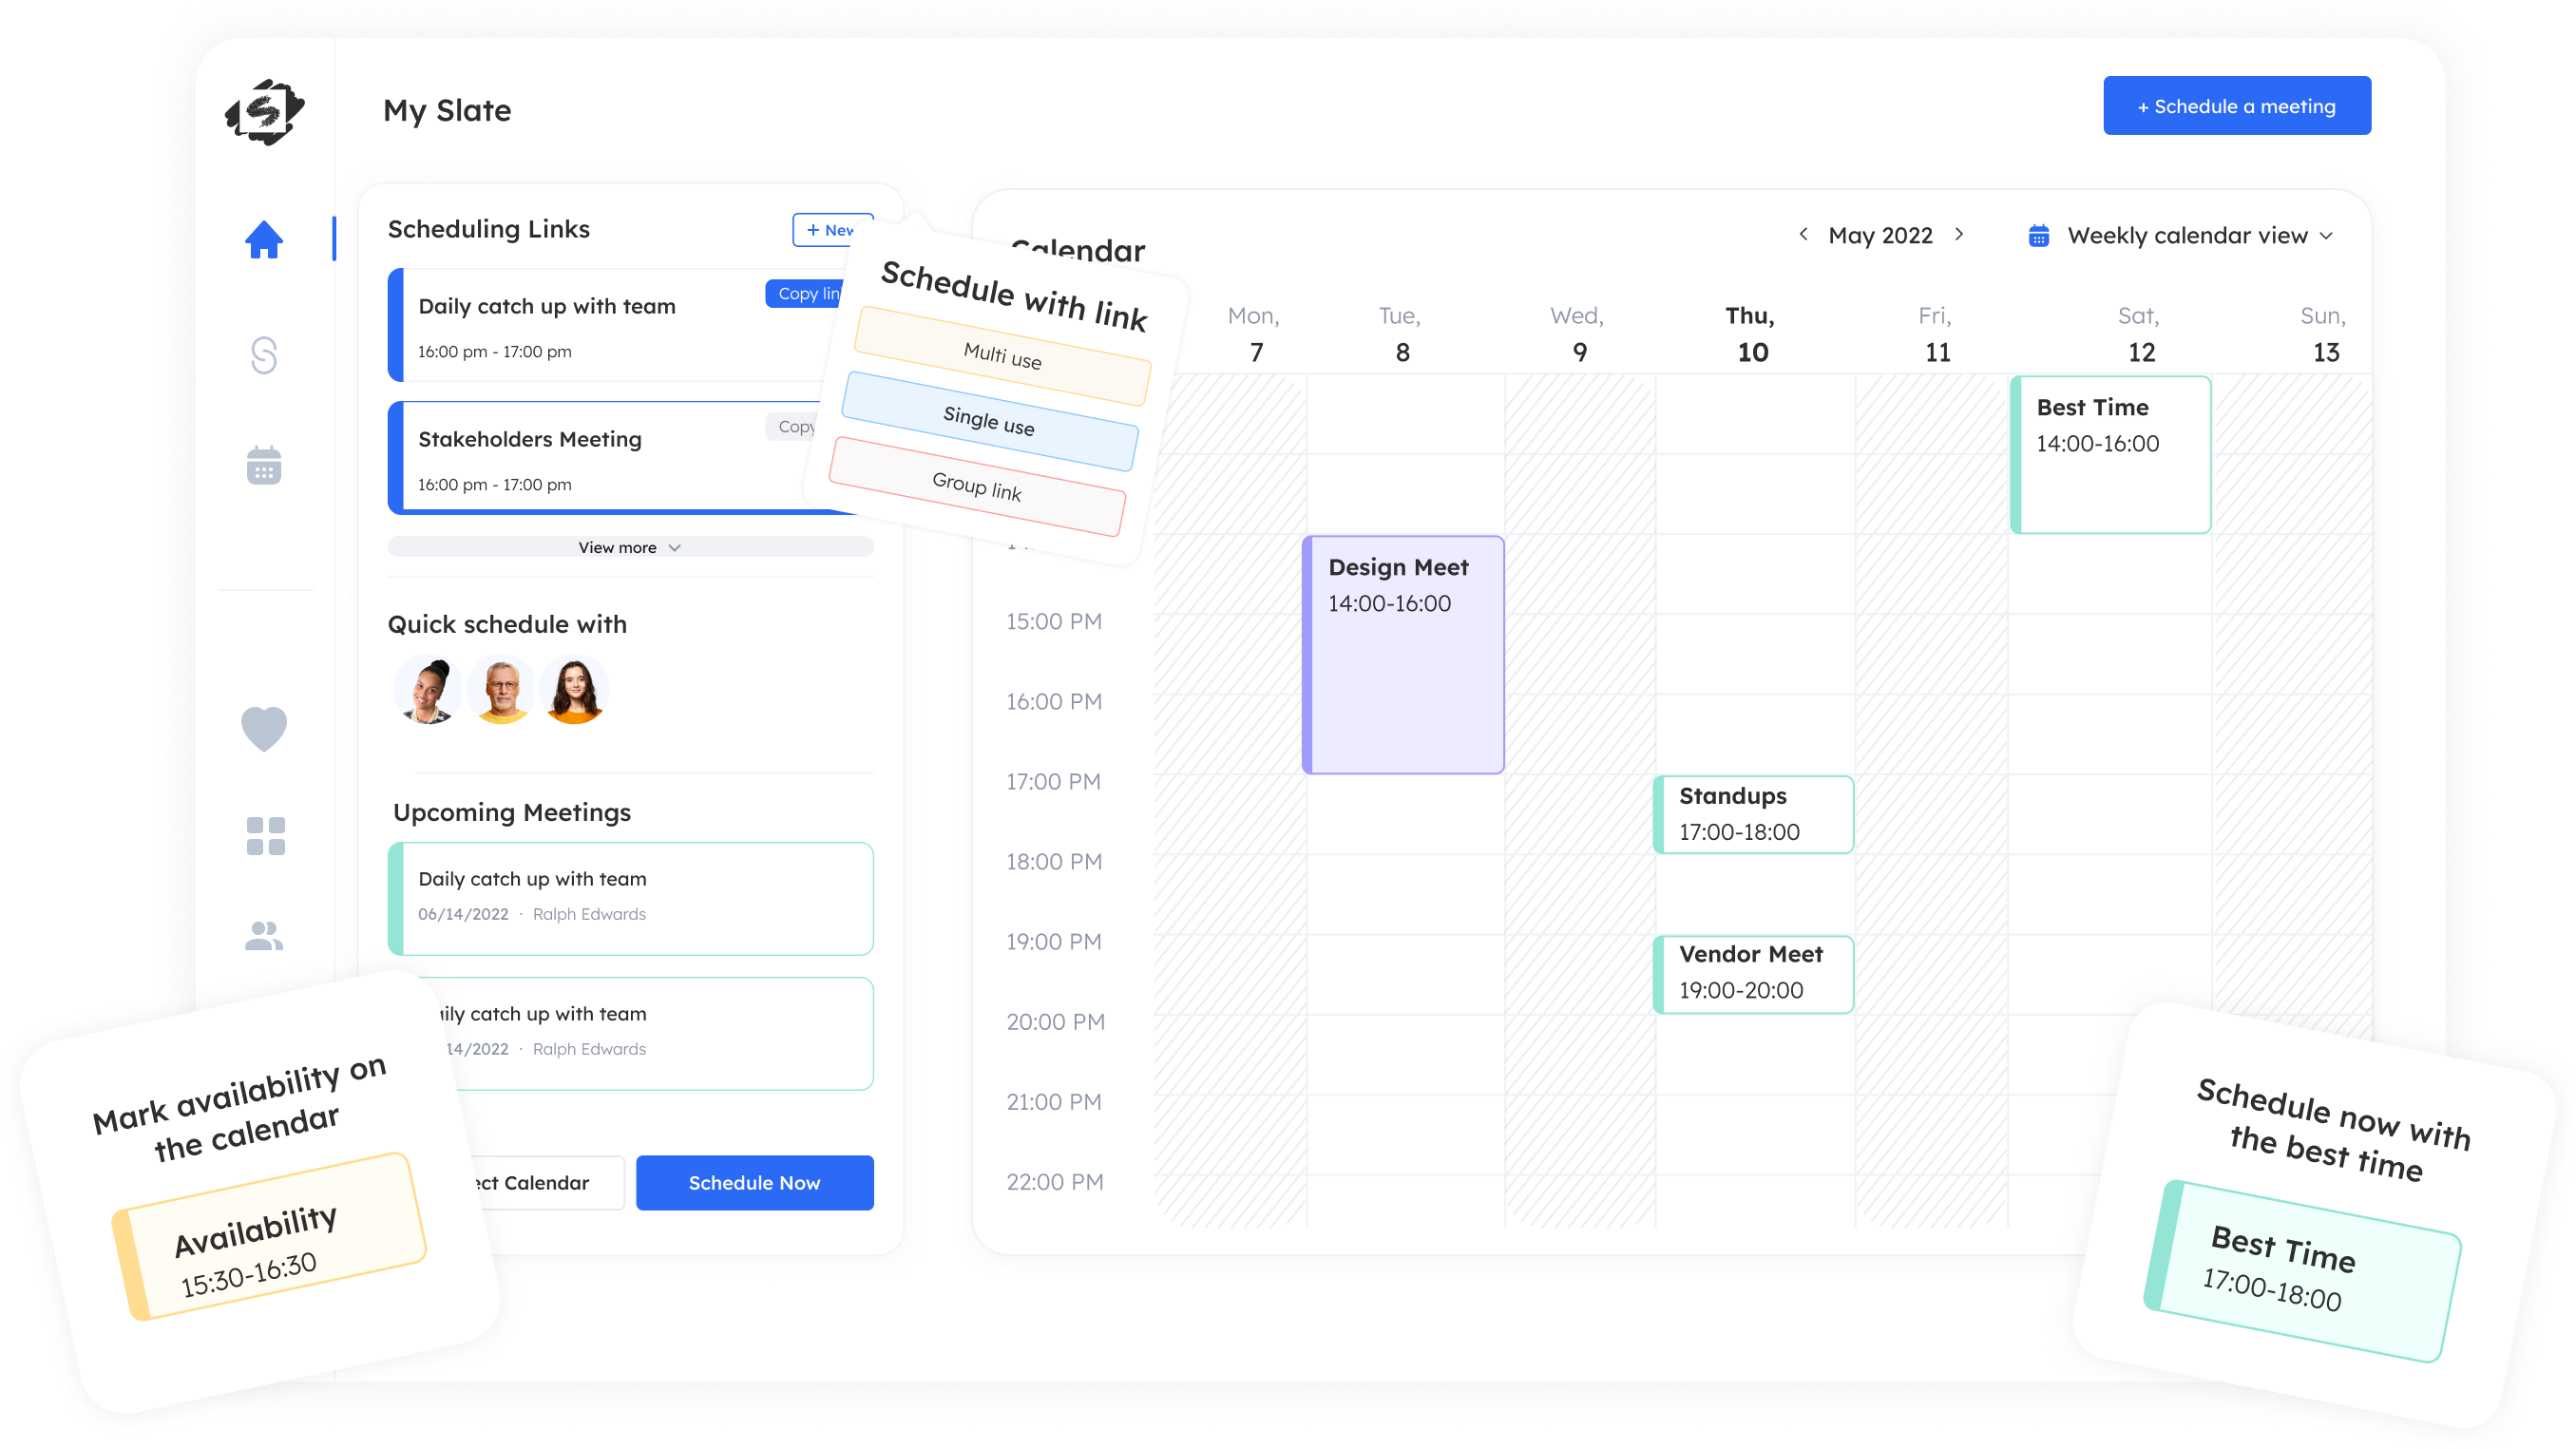 My Slate
+ Schedule a meeting
Scheduling Links
+ New
Daily catch up with team
Copy link
16:00 pm - 17:00 pm
Stakeholders Meeting
Copy
16:00 pm - 17:00 pm
View more
Quick schedule with
Upcoming Meetings
Daily catch up with team
06/14/2022 · Ralph Edwards
catch up with team
14/2022 · Ralph Edwards
Calendar
Schedule Now
Schedule with link
Multi use
Single use
Group link
Calendar
May 2022
Weekly calendar view
Mon, Tue, Wed, Thu, Fri, Sat, Sun,
7 8 9 10 11 12 13
Best Time
14:00-16:00
Design Meet
14:00-16:00
15:00 PM
16:00 PM
17:00 PM
Standups
17:00-18:00
18:00 PM
19:00 PM
Vendor Meet
19:00-20:00
20:00 PM
21:00 PM
22:00 PM
Mark availability on
the calendar
Availability
15:30-16:30
Schedule now with
the best time
Best Time
17:00-18:00